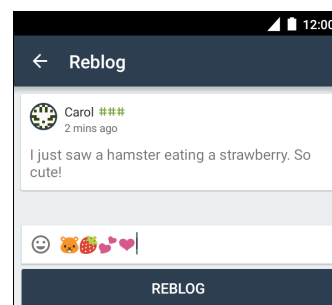 12:00
Reblog
Carol ###
2 mins ago
I just saw a hamster eating a strawberry. So
cute!
🐹🍓💕❤
REBLOG